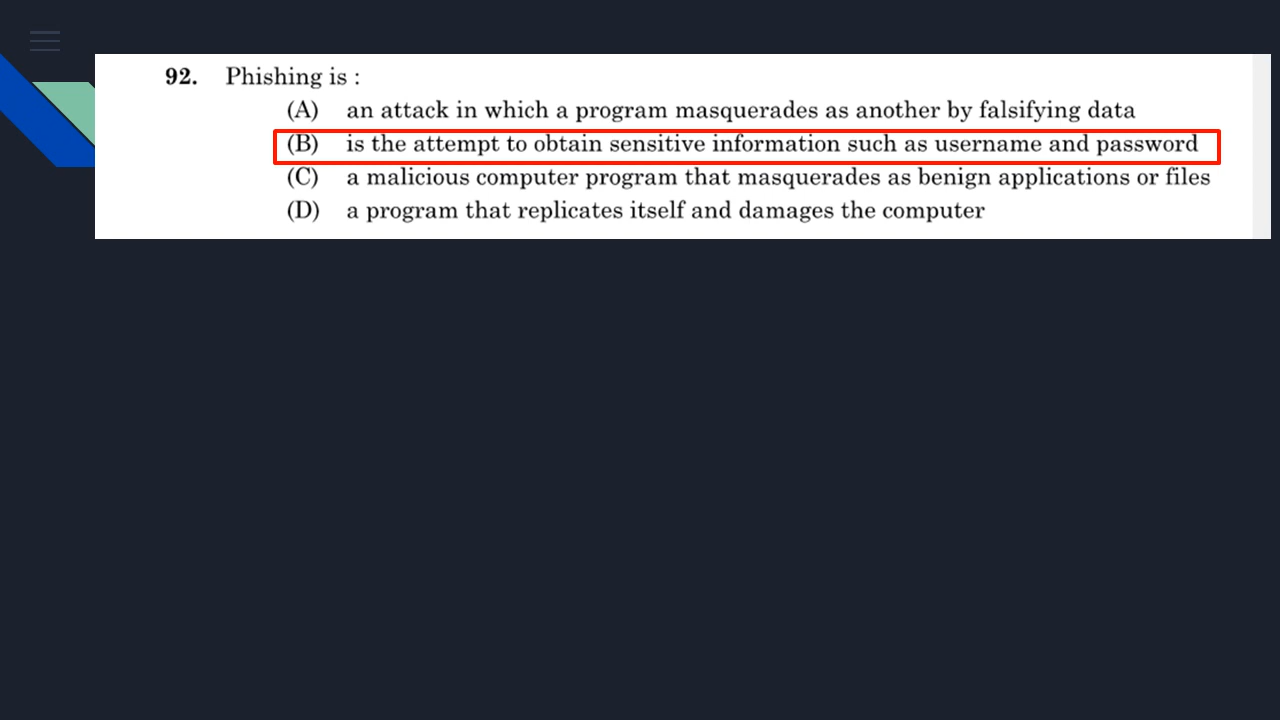 92. Phishing is :
(A) an attack in which a program masquerades as another by falsifying data
(B) is the attempt to obtain sensitive information such as username and password
(C) a malicious computer program that masquerades as benign applications or files
(D) a program that replicates itself and damages the computer